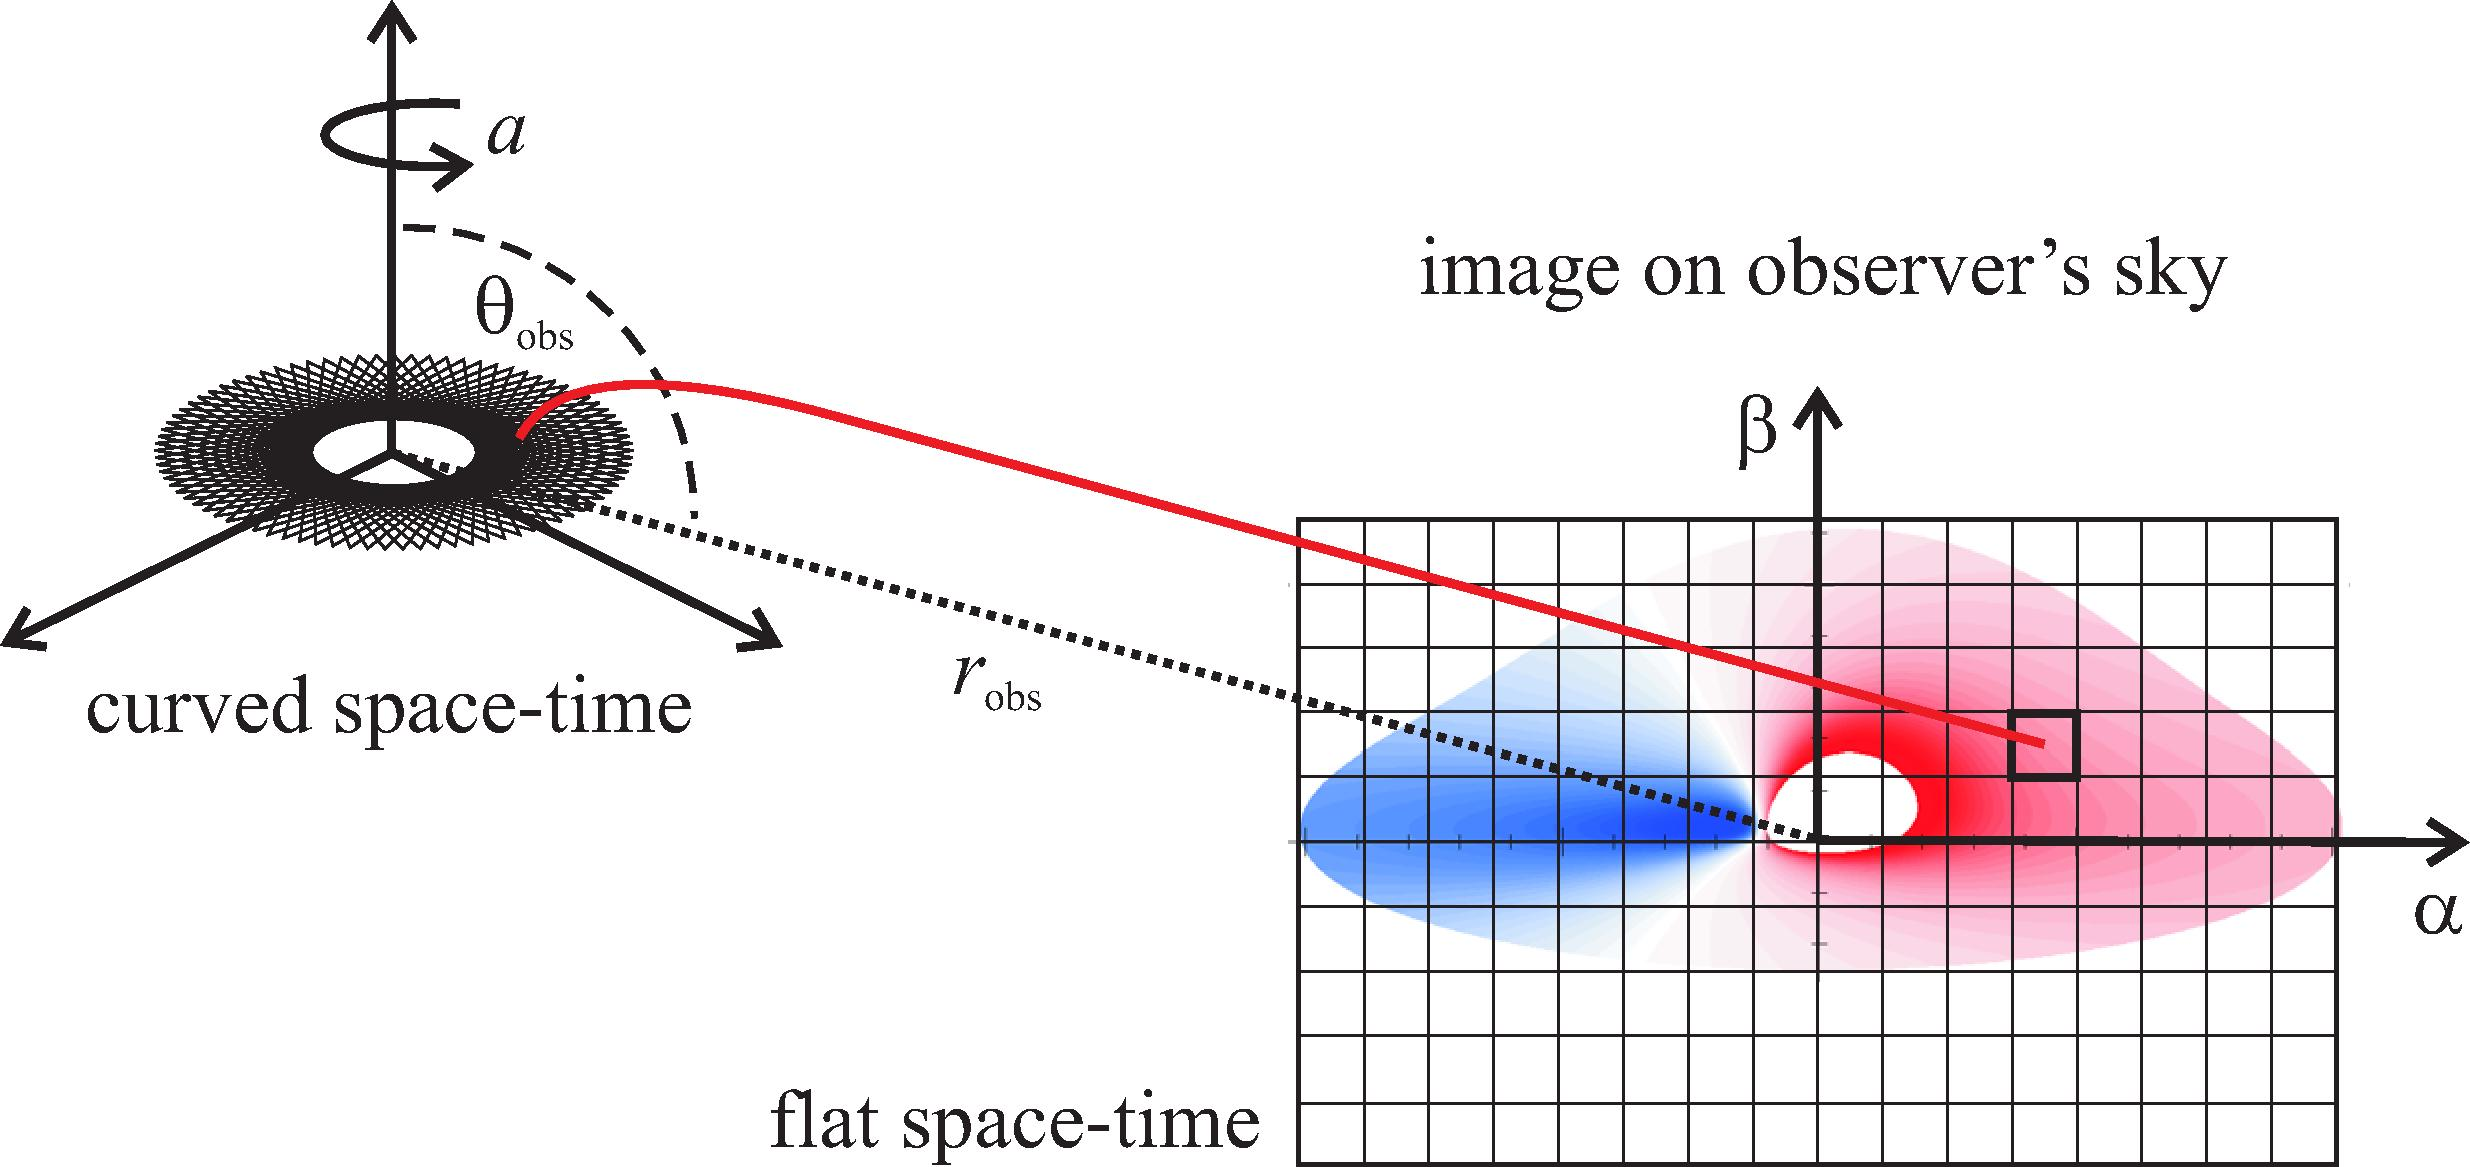 a
θobs
image on observer’s sky
β
robs
curved space-time
α
flat space-time